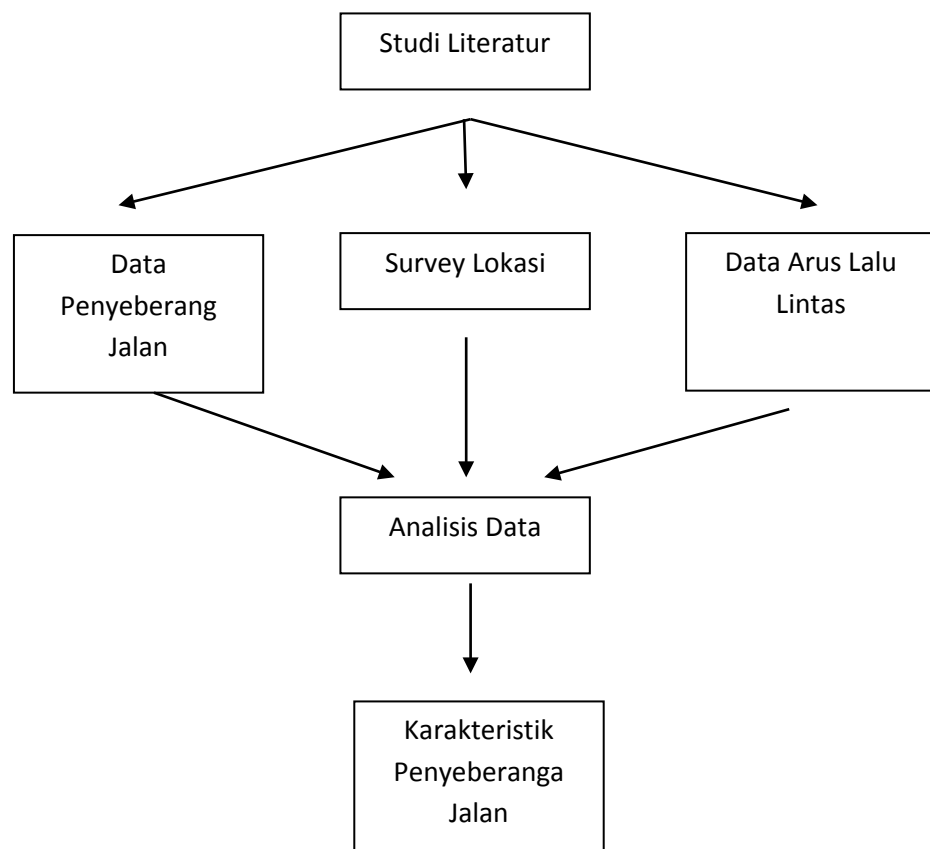 Studi Literatur
Data
Penyeberang
Jalan
Survey Lokasi
Data Arus Lalu
Lintas
Analisis Data
Karakteristik
Penyeberanga
Jalan